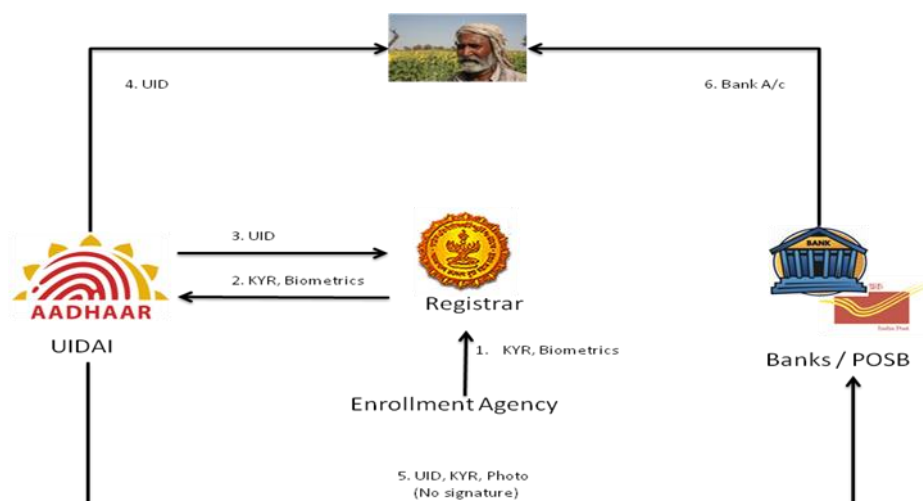 4. UID
6. Bank A/c
3. UID
2. KYR, Biometrics
AADHAAR
UIDAI
Registrar
BANK
Banks / POSB
1. KYR, Biometrics
Enrollment Agency
5. UID, KYR, Photo
(No signature)